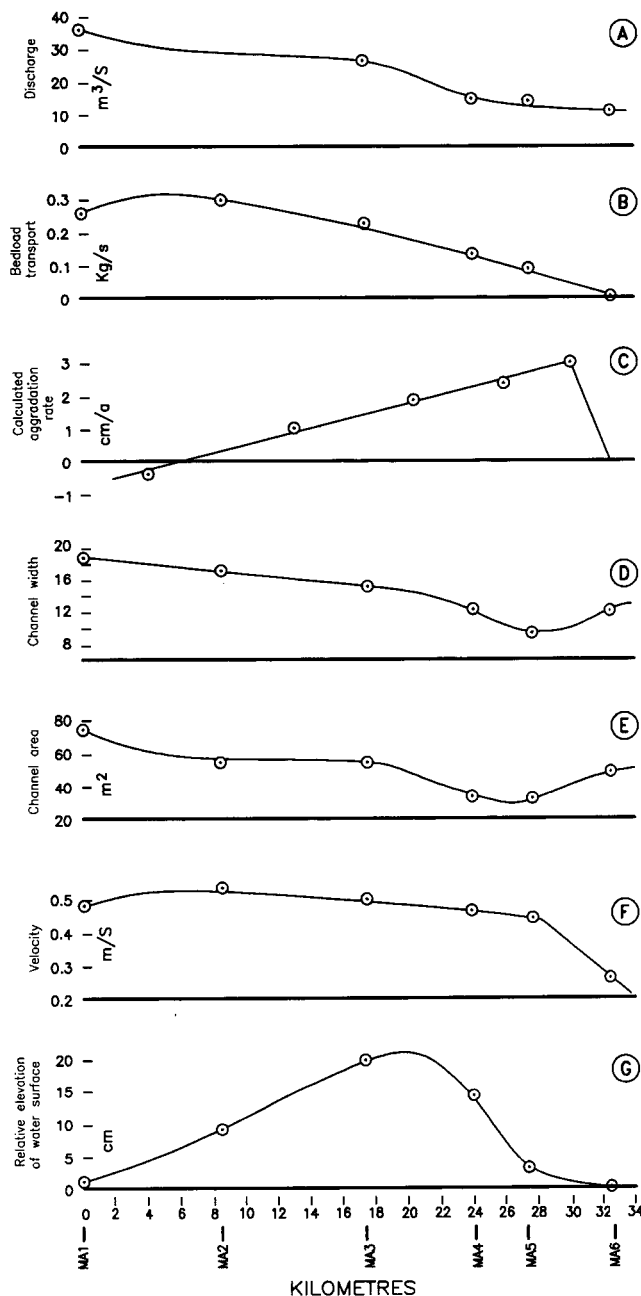 40
30
20
10
0
Discharge
m³/S
A
0.3
0.2
0.1
0
Bedload
transport
Kg/s
B
3
2
1
0
-1
Calculated
aggradation
rate
cm/a
C
20
16
12
8
Channel width
D
80
60
40
20
Channel area
m²
E
0.5
0.4
0.3
0.2
Velocity
m/S
F
20
15
10
5
0
Relative elevation
of water surface
cm
G
0 2 4 6 8 10 12 14 16 18 20 22 24 26 28 30 32 34
MA1 MA2 MA3 MA4 MA5 MA6
KILOMETRES